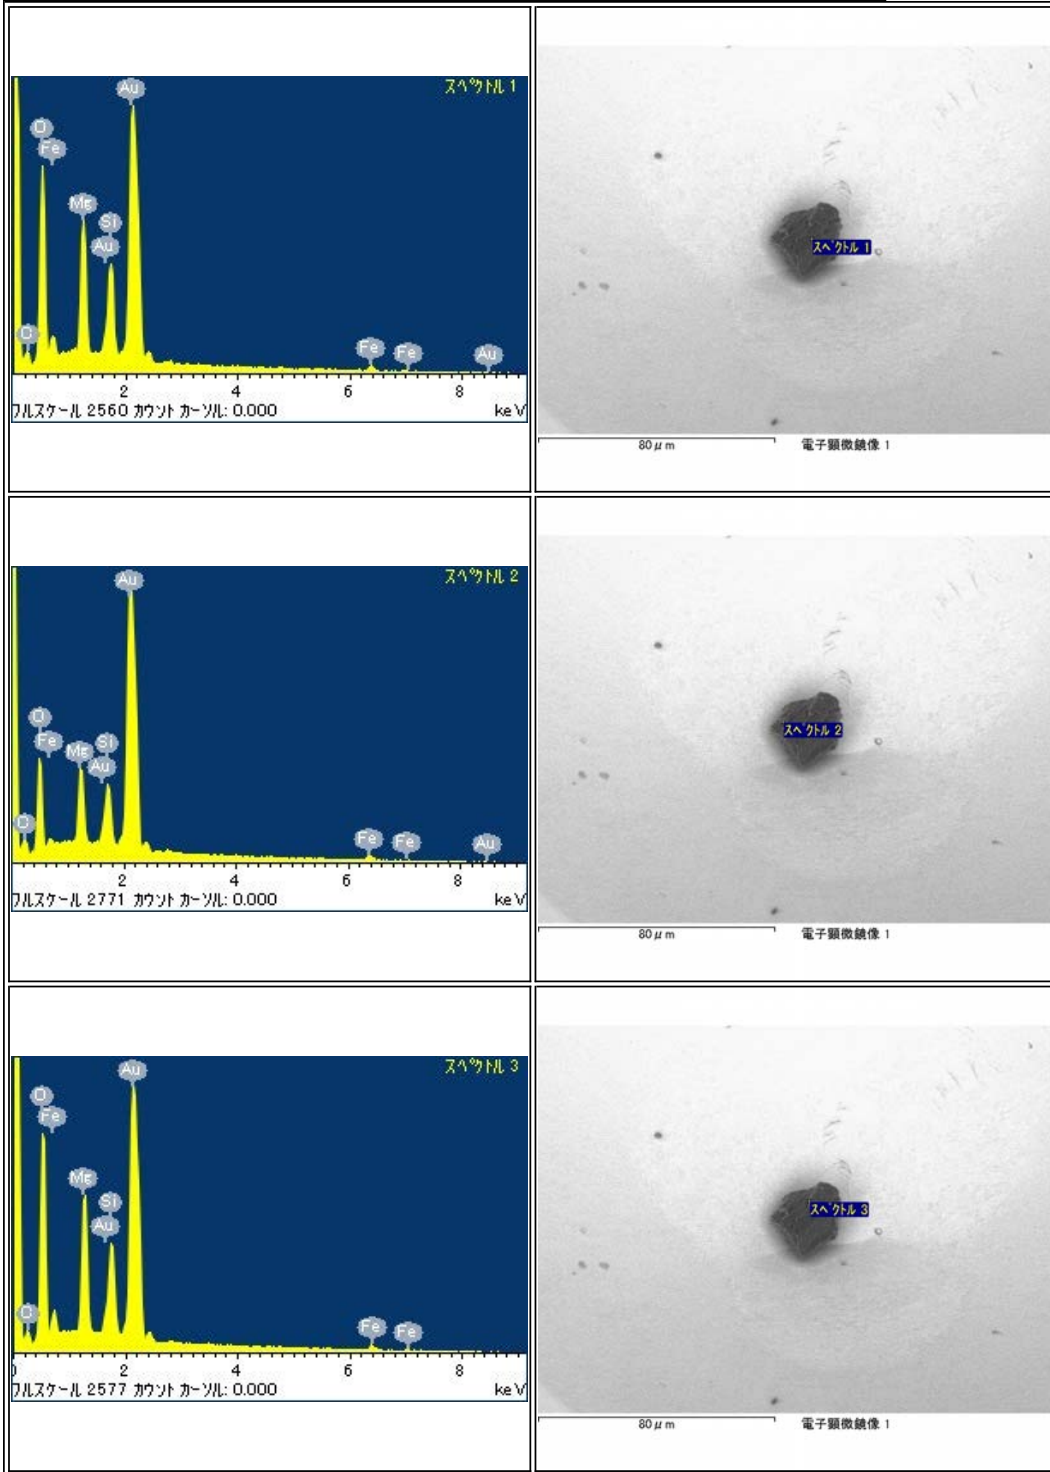 スペクトル 1
Au
O
Fe
Mg
Si
Au
C
Fe
Fe
Au
2
4
6
8
フルスケール 2560 カウント カーソル: 0.000
keV
スペクトル 1
80μm
電子顕微鏡像 1
スペクトル 2
Au
O
Fe
Mg
Si
Au
C
Fe
Fe
Au
2
4
6
8
フルスケール 2771 カウント カーソル: 0.000
keV
スペクトル 2
80μm
電子顕微鏡像 1
スペクトル 3
Au
O
Fe
Mg
Si
Au
C
Fe
Fe
0
2
4
6
8
フルスケール 2577 カウント カーソル: 0.000
keV
スペクトル 3
80μm
電子顕微鏡像 1